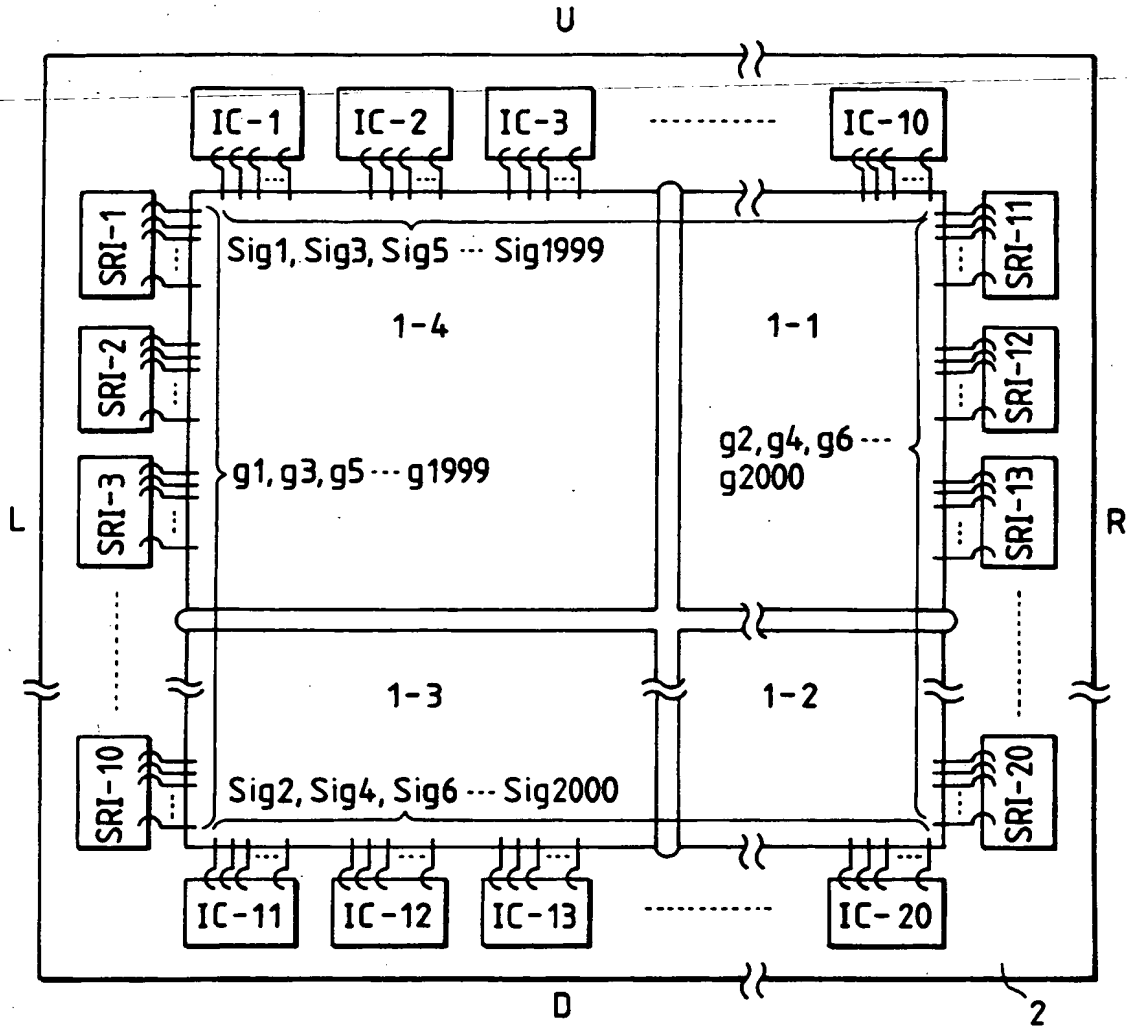 U
IC-1 IC-2 IC-3 IC-10
SRI-1 SRI-11
Sig1, Sig3, Sig5 ··· Sig1999
1-4 1-1
SRI-2 SRI-12
g2, g4, g6 ···
g2000
g1, g3, g5 ··· g1999
SRI-3 SRI-13
L R
1-3 1-2
SRI-10 SRI-20
Sig2, Sig4, Sig6 ··· Sig2000
IC-11 IC-12 IC-13 IC-20
D
2